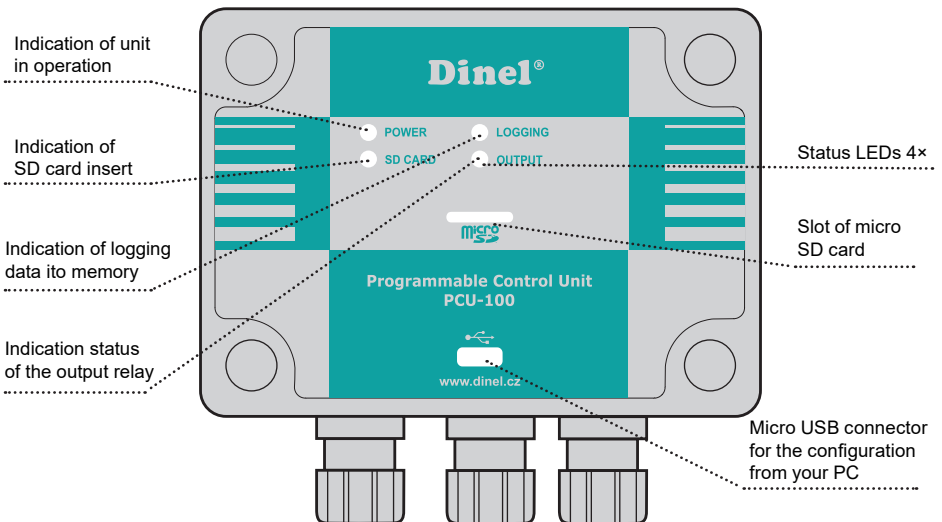 Indication of unit
in operation
Indication of
SD card insert
Indication of logging
data ito memory
Indication status
of the output relay
Dinel®
POWER
LOGGING
SD CARD
OUTPUT
micro
SD
Programmable Control Unit
PCU-100
www.dinel.cz
Status LEDs 4×
Slot of micro
SD card
Micro USB connector
for the configuration
from your PC